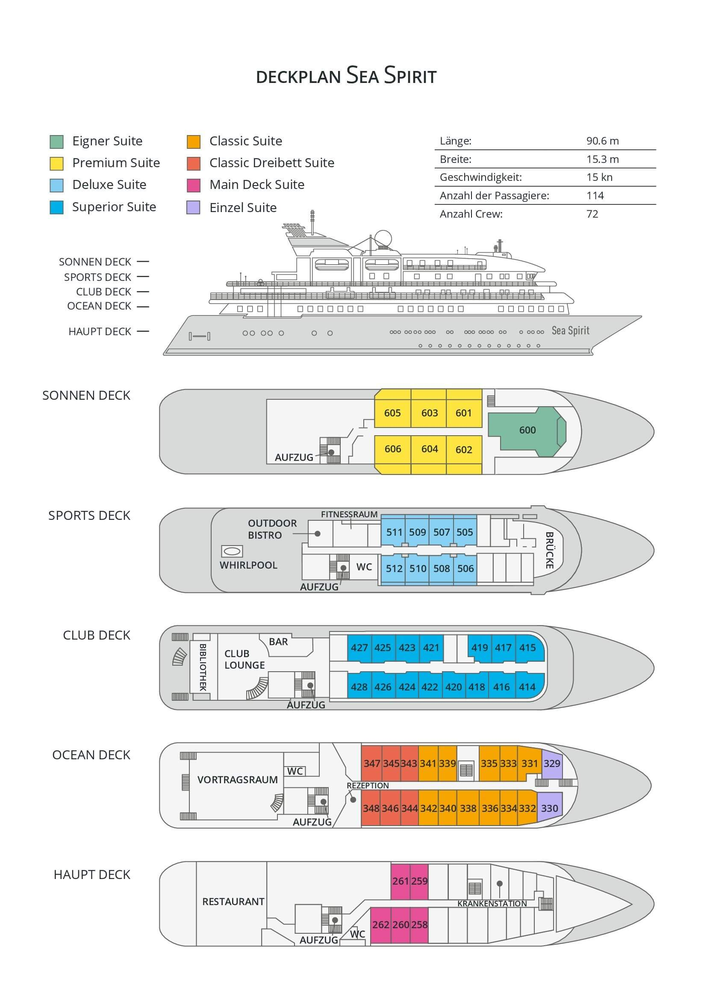 DECKPLAN SEA SPIRIT
Eigner Suite
Premium Suite
Deluxe Suite
Superior Suite
Classic Suite
Classic Dreibett Suite
Main Deck Suite
Einzel Suite
Länge: 90.6 m
Breite: 15.3 m
Geschwindigkeit: 15 kn
Anzahl der Passagiere: 114
Anzahl Crew: 72
SONNEN DECK
SPORTS DECK
CLUB DECK
OCEAN DECK
HAUPT DECK
Sea Spirit
SONNEN DECK
605 603 601
600
606 604 602
AUFZUG
SPORTS DECK
FITNESSRAUM
OUTDOOR
BISTRO
511 509 507 505
BRÜCKE
WHIRLPOOL
WC
512 510 508 506
AUFZUG
CLUB DECK
BAR
BIBLIOTHEK
CLUB
LOUNGE
427 425 423 421 419 417 415
428 426 424 422 420 418 416 414
AUFZUG
OCEAN DECK
347 345 343 341 339 335 333 331 329
WC
VORTRAGSRAUM
REZEPTION
348 346 344 342 340 338 336 334 332 330
AUFZUG
HAUPT DECK
261 259
RESTAURANT
KRANKENSTATION
262 260 258
WC
AUFZUG